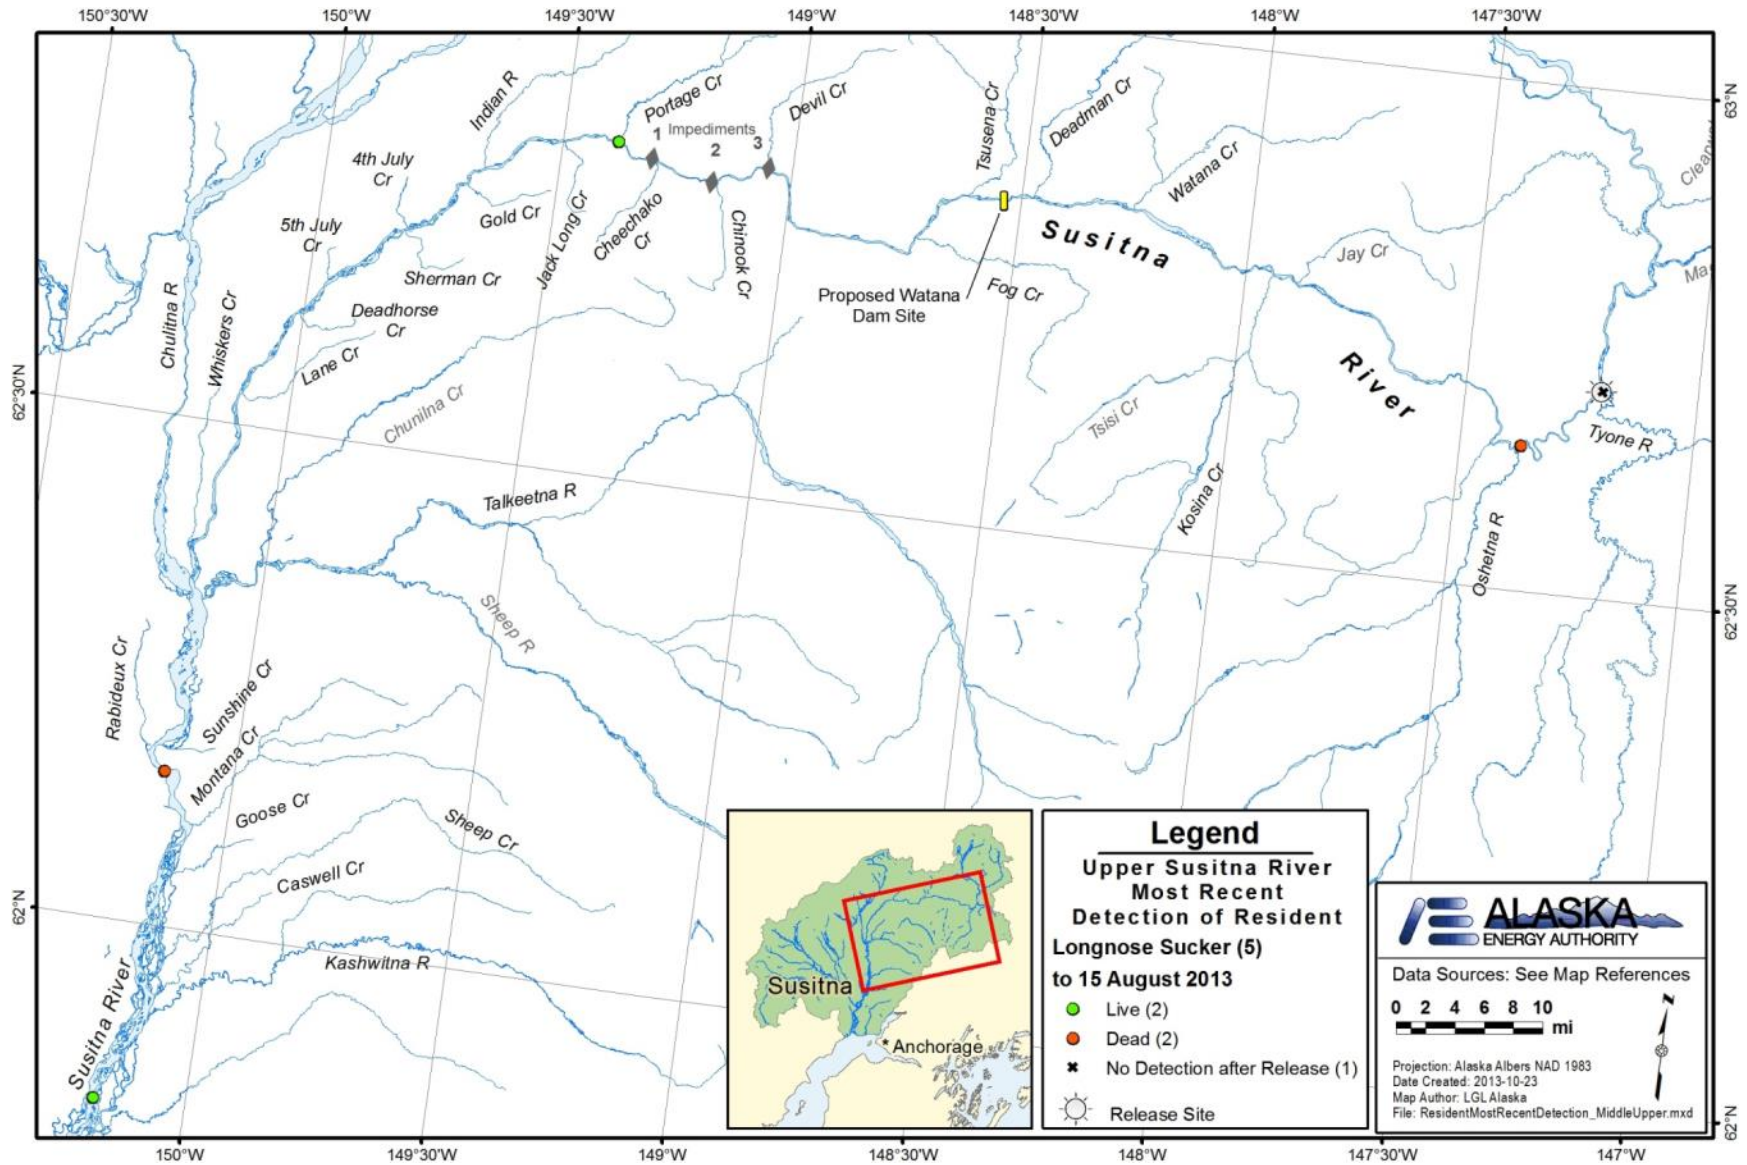 150°30'W 150°W 149°30'W 149°W 148°30'W 148°W 147°30'W
63°N
62°30'N
62°N
62°30'N
62°N
150°W 149°30'W 149°W 148°30'W 148°W 147°30'W 147°W
Indian R
Portage Cr
1 Impediments
2
3
Devil Cr
Tsusena Cr
Deadman Cr
Watana Cr
4th July
Cr
5th July
Cr
Gold Cr
Jack Long Cr
Cheechako
Cr
Chinook Cr
Sherman Cr
Susitna
River
Jay Cr
Fog Cr
Proposed Watana
Dam Site
Deadhorse
Cr
Chulitna R
Whiskers Cr
Lane Cr
Chunilna Cr
Tsisi Cr
Kosina Cr
Tyone R
Oshetna R
Talkeetna R
Sheep R
Rabideux Cr
Sunshine Cr
Montana Cr
Goose Cr
Sheep Cr
Caswell Cr
Kashwitna R
Susitna River
Susitna
Anchorage
Legend
Upper Susitna River
Most Recent
Detection of Resident
Longnose Sucker (5)
to 15 August 2013
Live (2)
Dead (2)
No Detection after Release (1)
Release Site
ALASKA
ENERGY AUTHORITY
Data Sources: See Map References
0 2 4 6 8 10
mi
N
Projection: Alaska Albers NAD 1983
Date Created: 2013-10-23
Map Author: LGL Alaska
File: ResidentMostRecentDetection_MiddleUpper.mxd